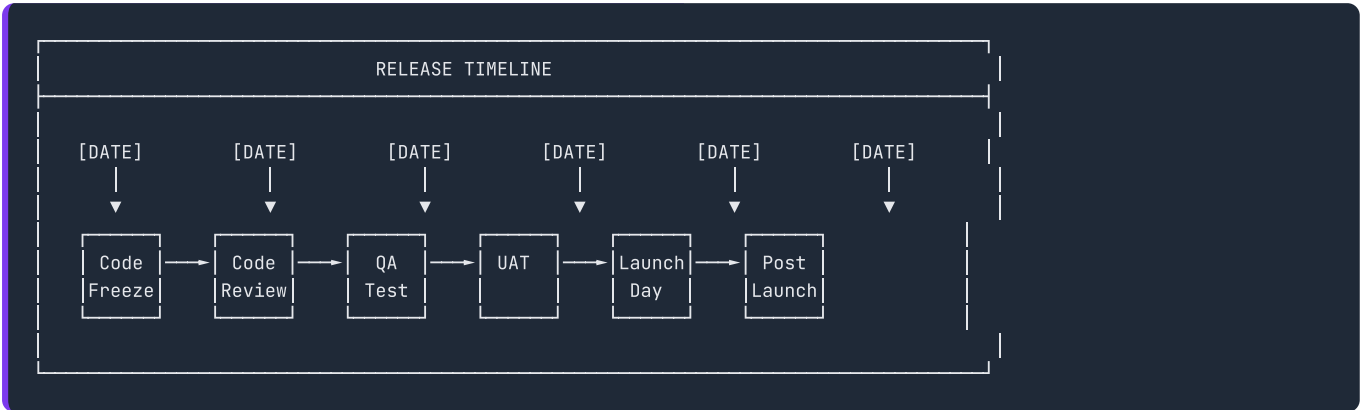 RELEASE TIMELINE
[DATE] [DATE] [DATE] [DATE] [DATE] [DATE]
Code Code QA UAT Launch Post
Freeze Review Test Day Launch